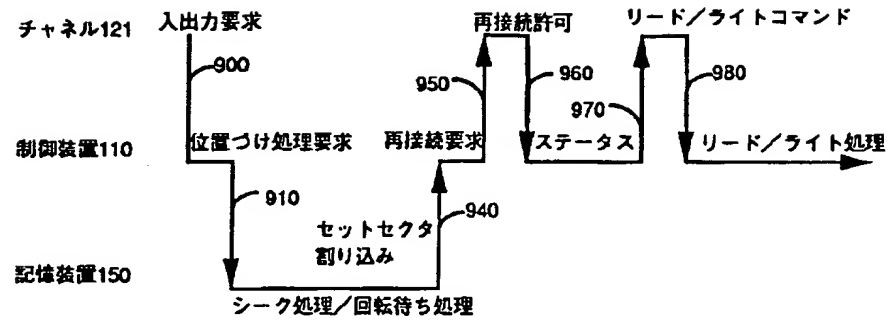 チャネル121
入出力要求
再接続許可
リード/ライトコマンド
900
950
960
970
980
制御装置110
位置づけ処理要求
再接続要求
ステータス
リード/ライト処理
910
940
セットセクタ
割り込み
記憶装置150
シーク処理/回転待ち処理